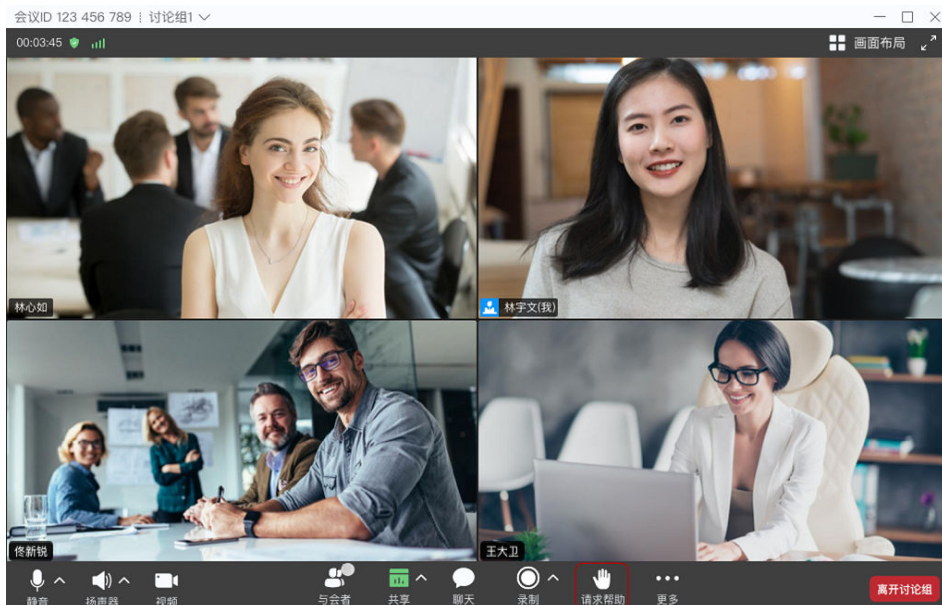 会议ID 123 456 789 ⁝ 讨论组1
00:03:45
画面布局
林心如
林宇文(我)
佟新锐
王大卫
静音
扬声器
视频
与会者
共享
聊天
录制
请求帮助
更多
离开讨论组